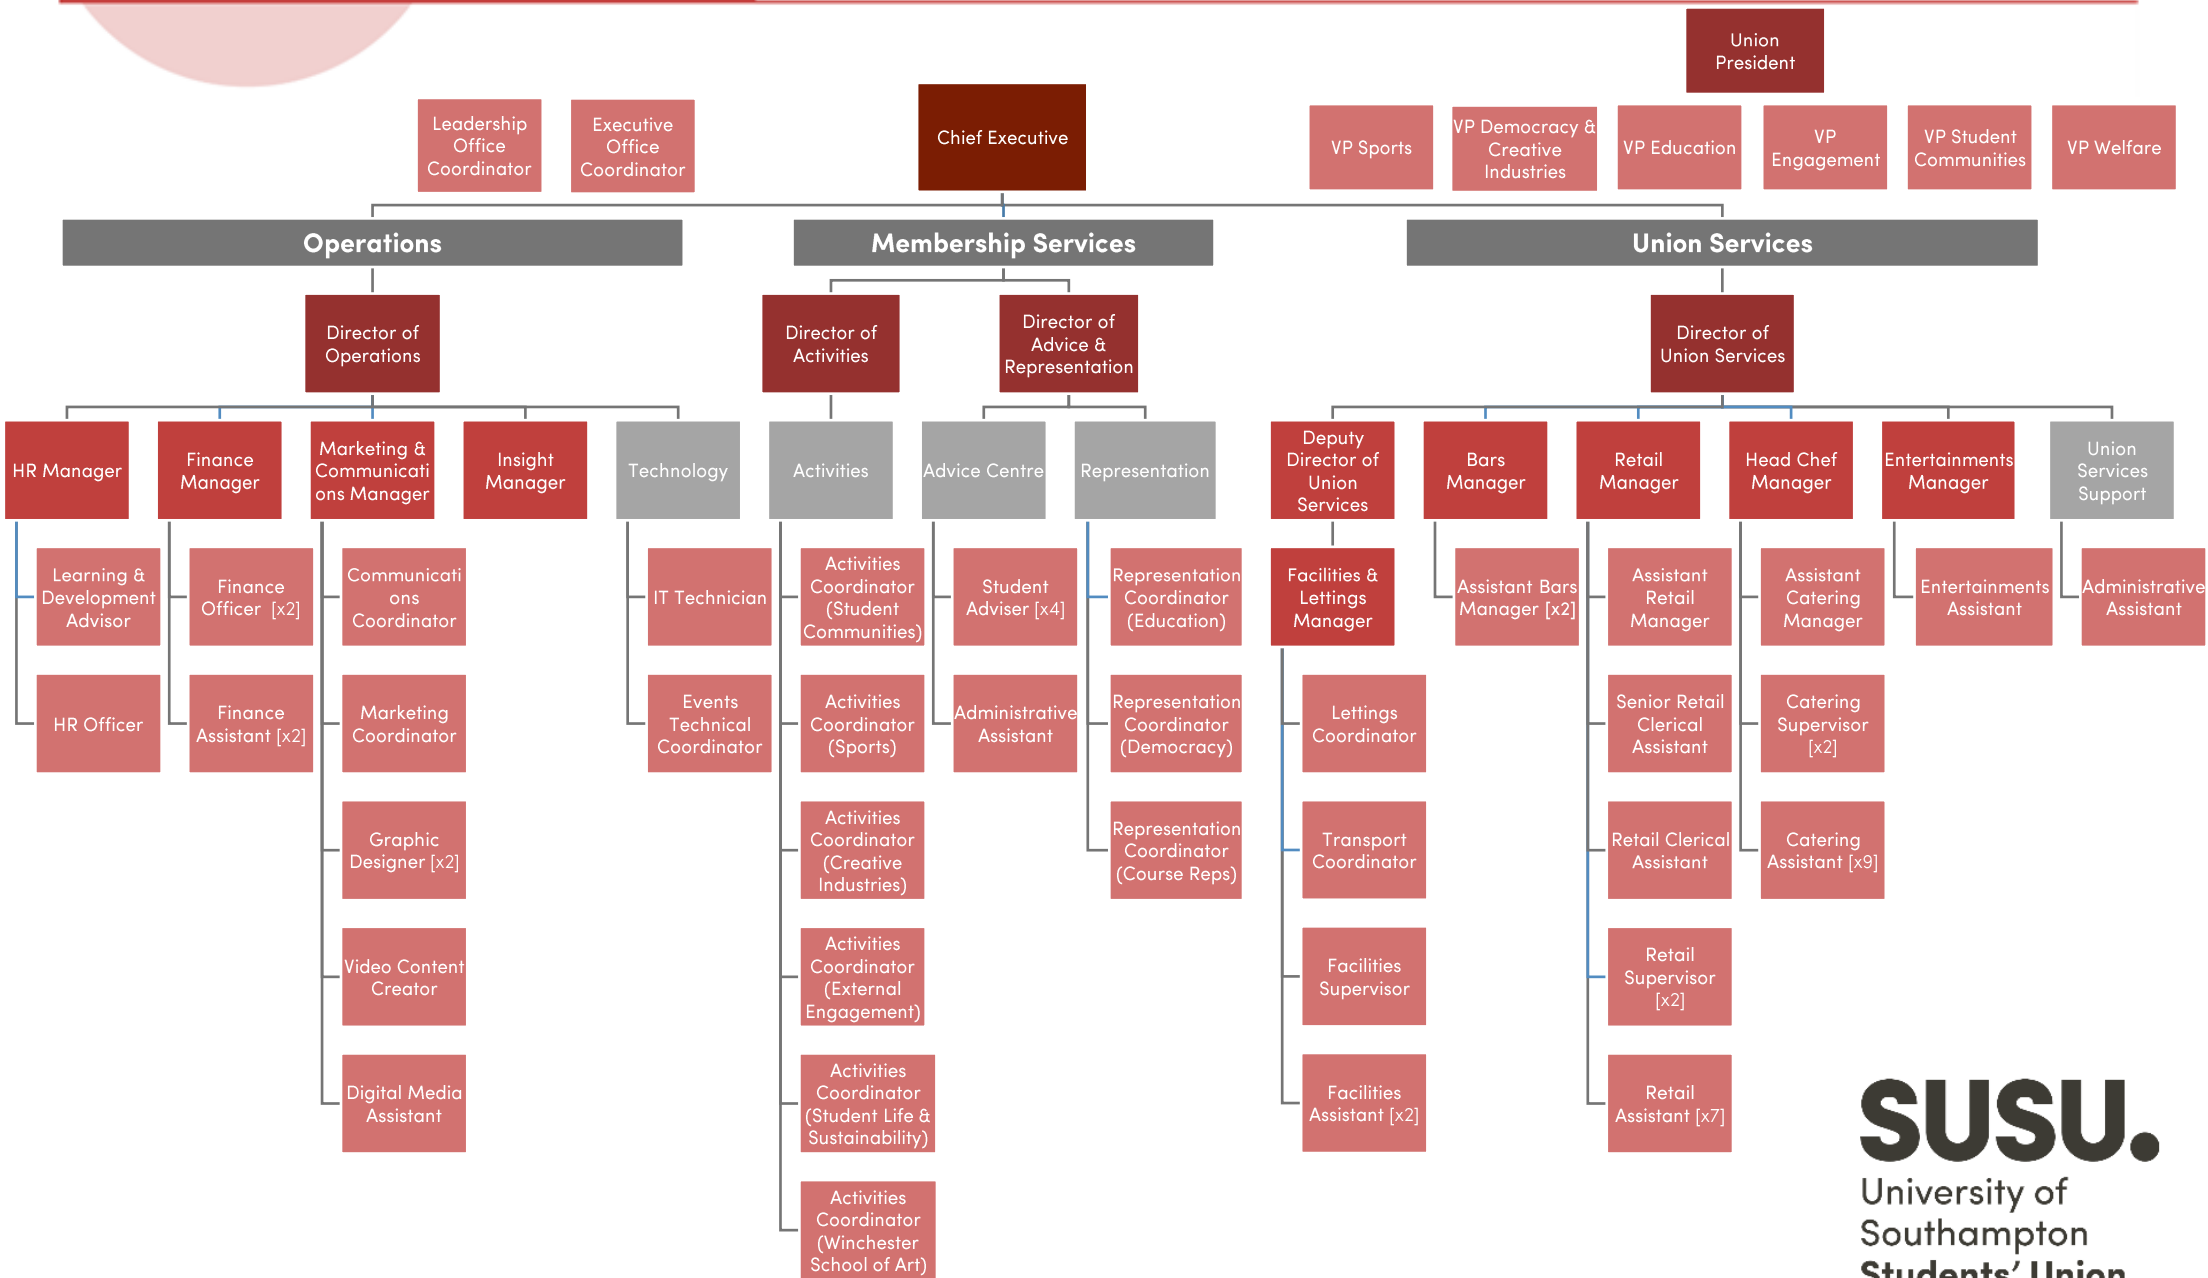 Union
President
Leadership
Office
Coordinator
Executive
Office
Coordinator
Chief Executive
VP Sports
VP Democracy &
Creative
Industries
VP Education
VP
Engagement
VP Student
Communities
VP Welfare
Operations
Membership Services
Union Services
Director of
Operations
Director of
Activities
Director of
Advice &
Representation
Director of
Union Services
HR Manager
Finance
Manager
Marketing &
Communicati
ons Manager
Insight
Manager
Technology
Activities
Advice Centre
Representation
Deputy
Director of
Union
Services
Bars
Manager
Retail
Manager
Head Chef
Manager
Entertainments
Manager
Union
Services
Support
Learning &
Development
Advisor
Finance
Officer [x2]
Communicati
ons
Coordinator
IT Technician
Activities
Coordinator
(Student
Communities)
Student
Adviser [x4]
Representation
Coordinator
(Education)
Facilities &
Lettings
Manager
Assistant Bars
Manager [x2]
Assistant
Retail
Manager
Assistant
Catering
Manager
Entertainments
Assistant
Administrative
Assistant
HR Officer
Finance
Assistant [x2]
Marketing
Coordinator
Events
Technical
Coordinator
Activities
Coordinator
(Sports)
Administrative
Assistant
Representation
Coordinator
(Democracy)
Lettings
Coordinator
Senior Retail
Clerical
Assistant
Catering
Supervisor
[x2]
Graphic
Designer [x2]
Activities
Coordinator
(Creative
Industries)
Representation
Coordinator
(Course Reps)
Transport
Coordinator
Retail Clerical
Assistant
Catering
Assistant [x9]
Video Content
Creator
Activities
Coordinator
(External
Engagement)
Facilities
Supervisor
Retail
Supervisor
[x2]
Digital Media
Assistant
Activities
Coordinator
(Student Life &
Sustainability)
Facilities
Assistant [x2]
Retail
Assistant [x7]
Activities
Coordinator
(Winchester
School of Art)
SUSU.
University of
Southampton
Students' Union